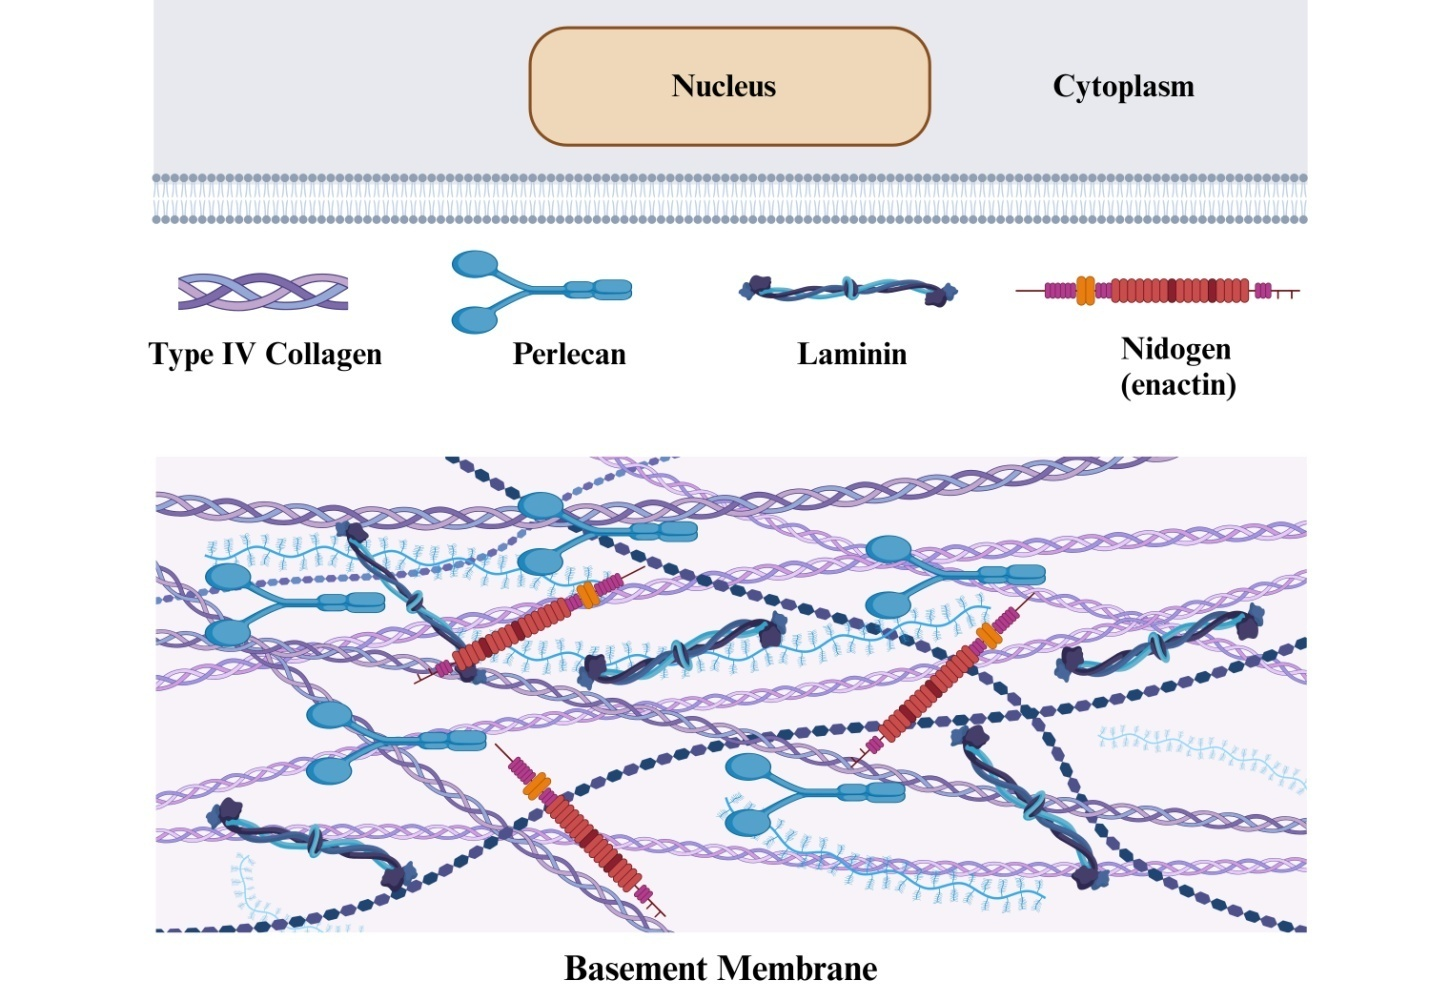 Nucleus
Cytoplasm
Type IV Collagen
Perlecan
Laminin
Nidogen
(enactin)
Basement Membrane